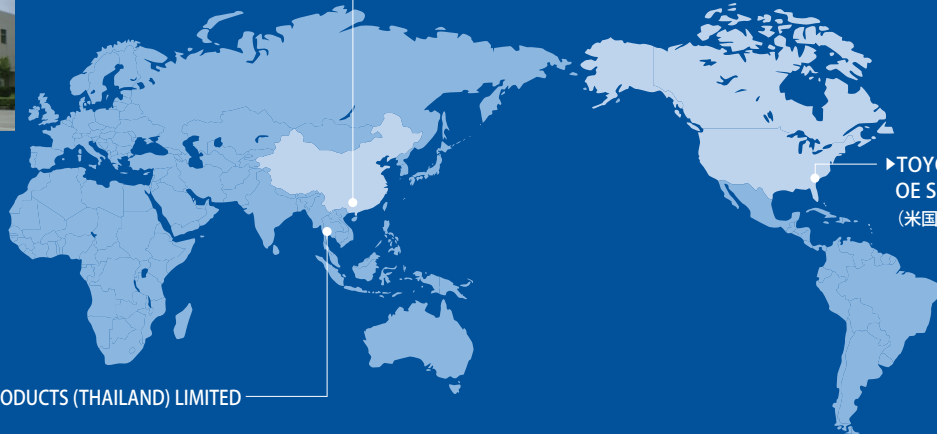 ▶TOYO
OE S
(米国
ODUCTS (THAILAND) LIMITED